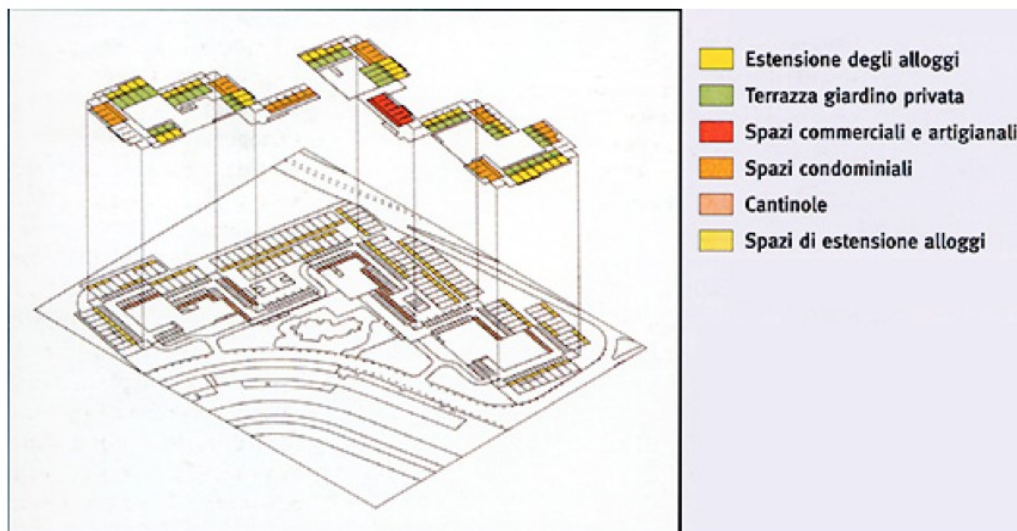 Estensione degli alloggi
Terrazza giardino privata
Spazi commerciali e artigianali
Spazi condominiali
Cantinole
Spazi di estensione alloggi